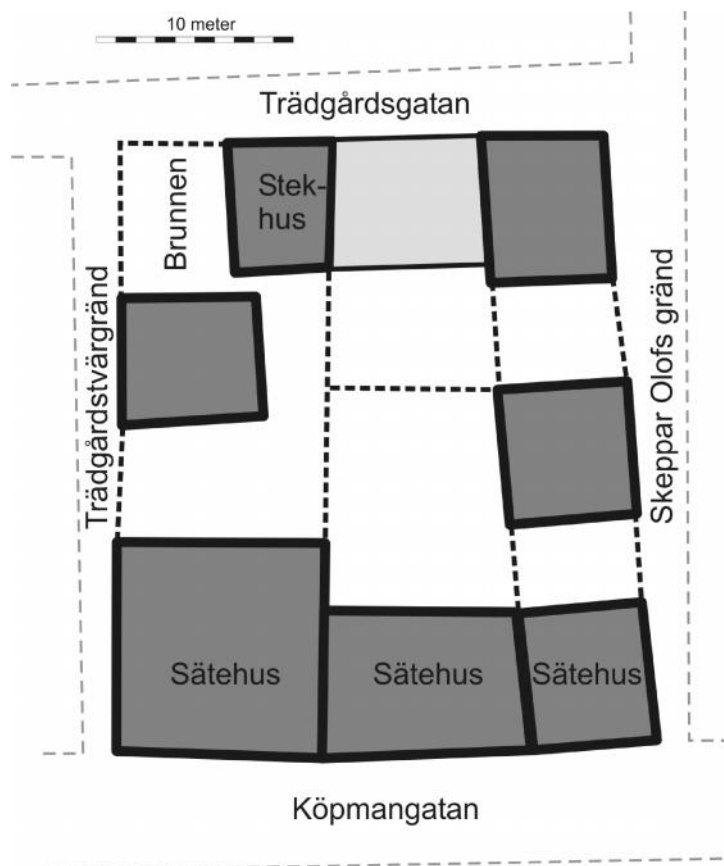 10 meter
Trädgårdsgatan
Stek-
hus
Brunnen
Trädgårdstvärgränd
Skeppar Olofs gränd
Sätehus
Sätehus
Sätehus
Köpmangatan